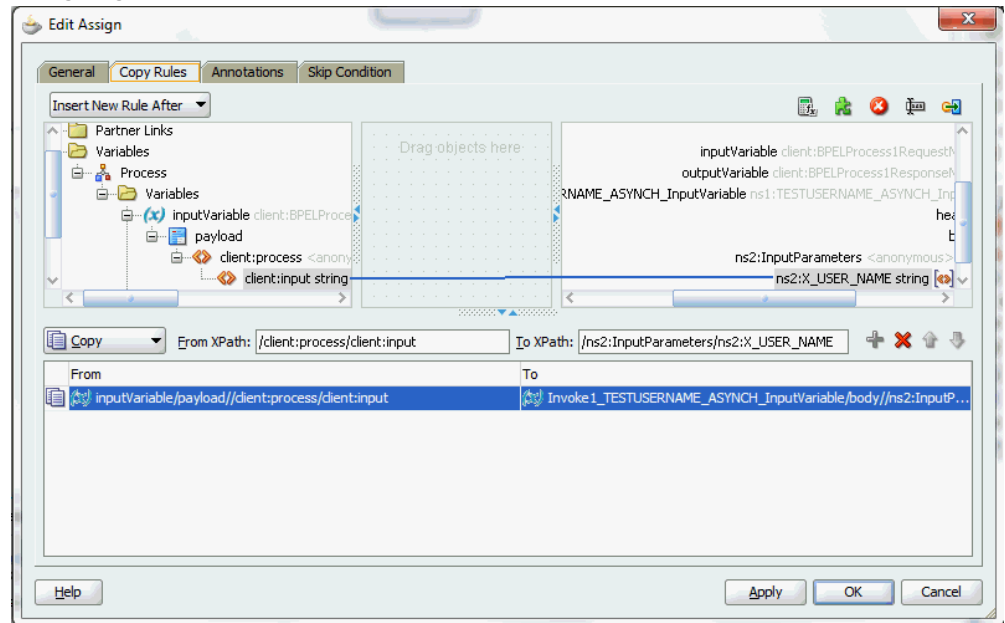 Edit Assign
General Copy Rules Annotations Skip Condition
Insert New Rule After
Partner Links
Variables
Process
Variables
inputVariable client:BPELProce
payload
client:process <anony
client:input string
Drag objects here
inputVariable client:BPELProcess1Request
outputVariable client:BPELProcess1Response
RNAME_ASYNCH_InputVariable ns1:TESTUSERNAME_ASYNCH_Inp
hea
b
ns2:InputParameters <anonymous>
ns2:X_USER_NAME string
Copy From XPath: /client:process/client:input To XPath: /ns2:InputParameters/ns2:X_USER_NAME
From To
inputVariable/payload//client:process/client:input Invoke1_TESTUSERNAME_ASYNCH_InputVariable/body//ns2:InputP...
Help Apply OK Cancel